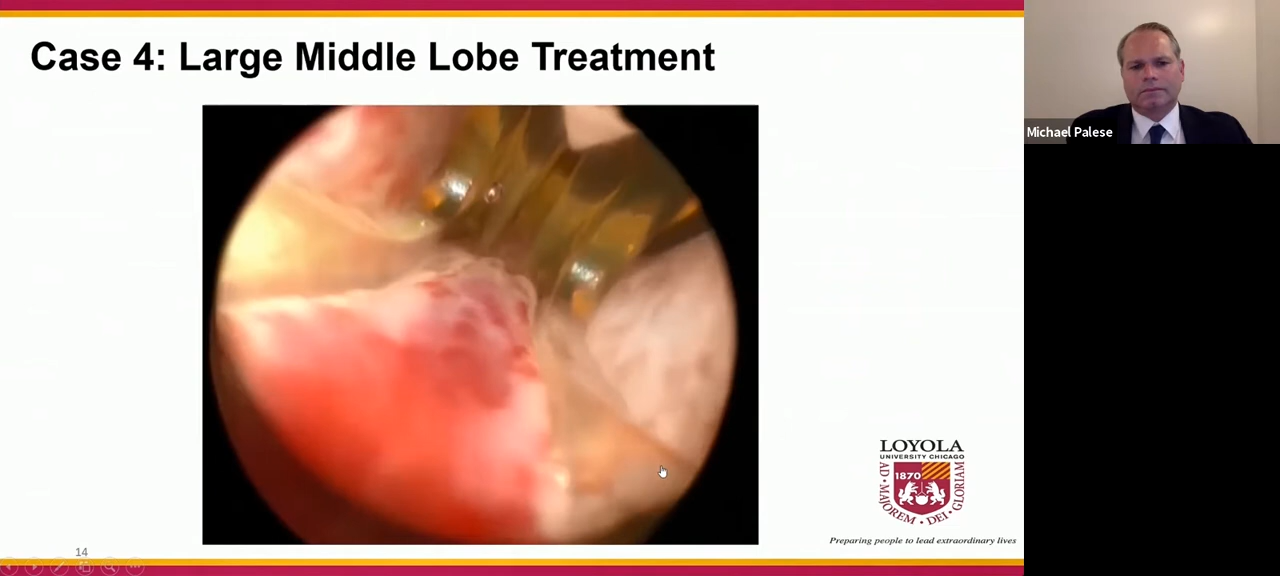 Case 4: Large Middle Lobe Treatment
Michael Palese
LOYOLA
UNIVERSITY CHICAGO
1870
AD • MAJOREM • DEI • GLORIAM
Preparing people to lead extraordinary lives
14